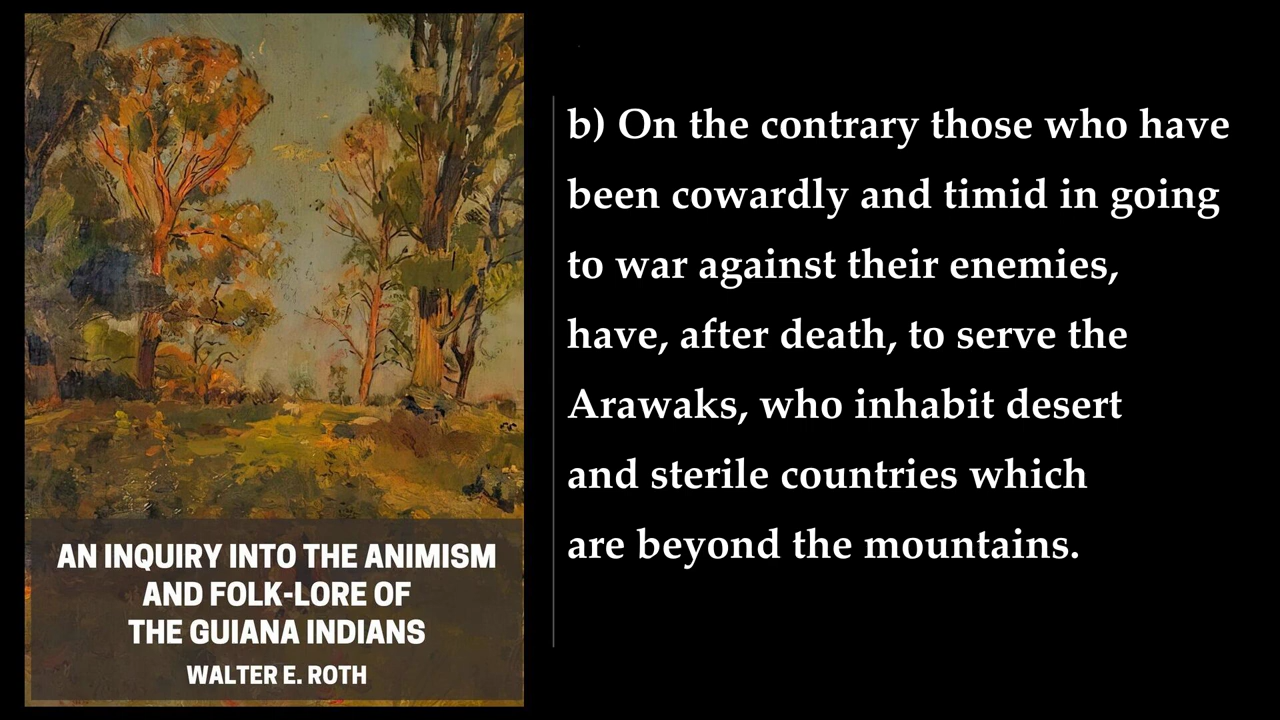 AN INQUIRY INTO THE ANIMISM
AND FOLK-LORE OF
THE GUIANA INDIANS
WALTER E. ROTH
b) On the contrary those who have
been cowardly and timid in going
to war against their enemies,
have, after death, to serve the
Arawaks, who inhabit desert
and sterile countries which
are beyond the mountains.